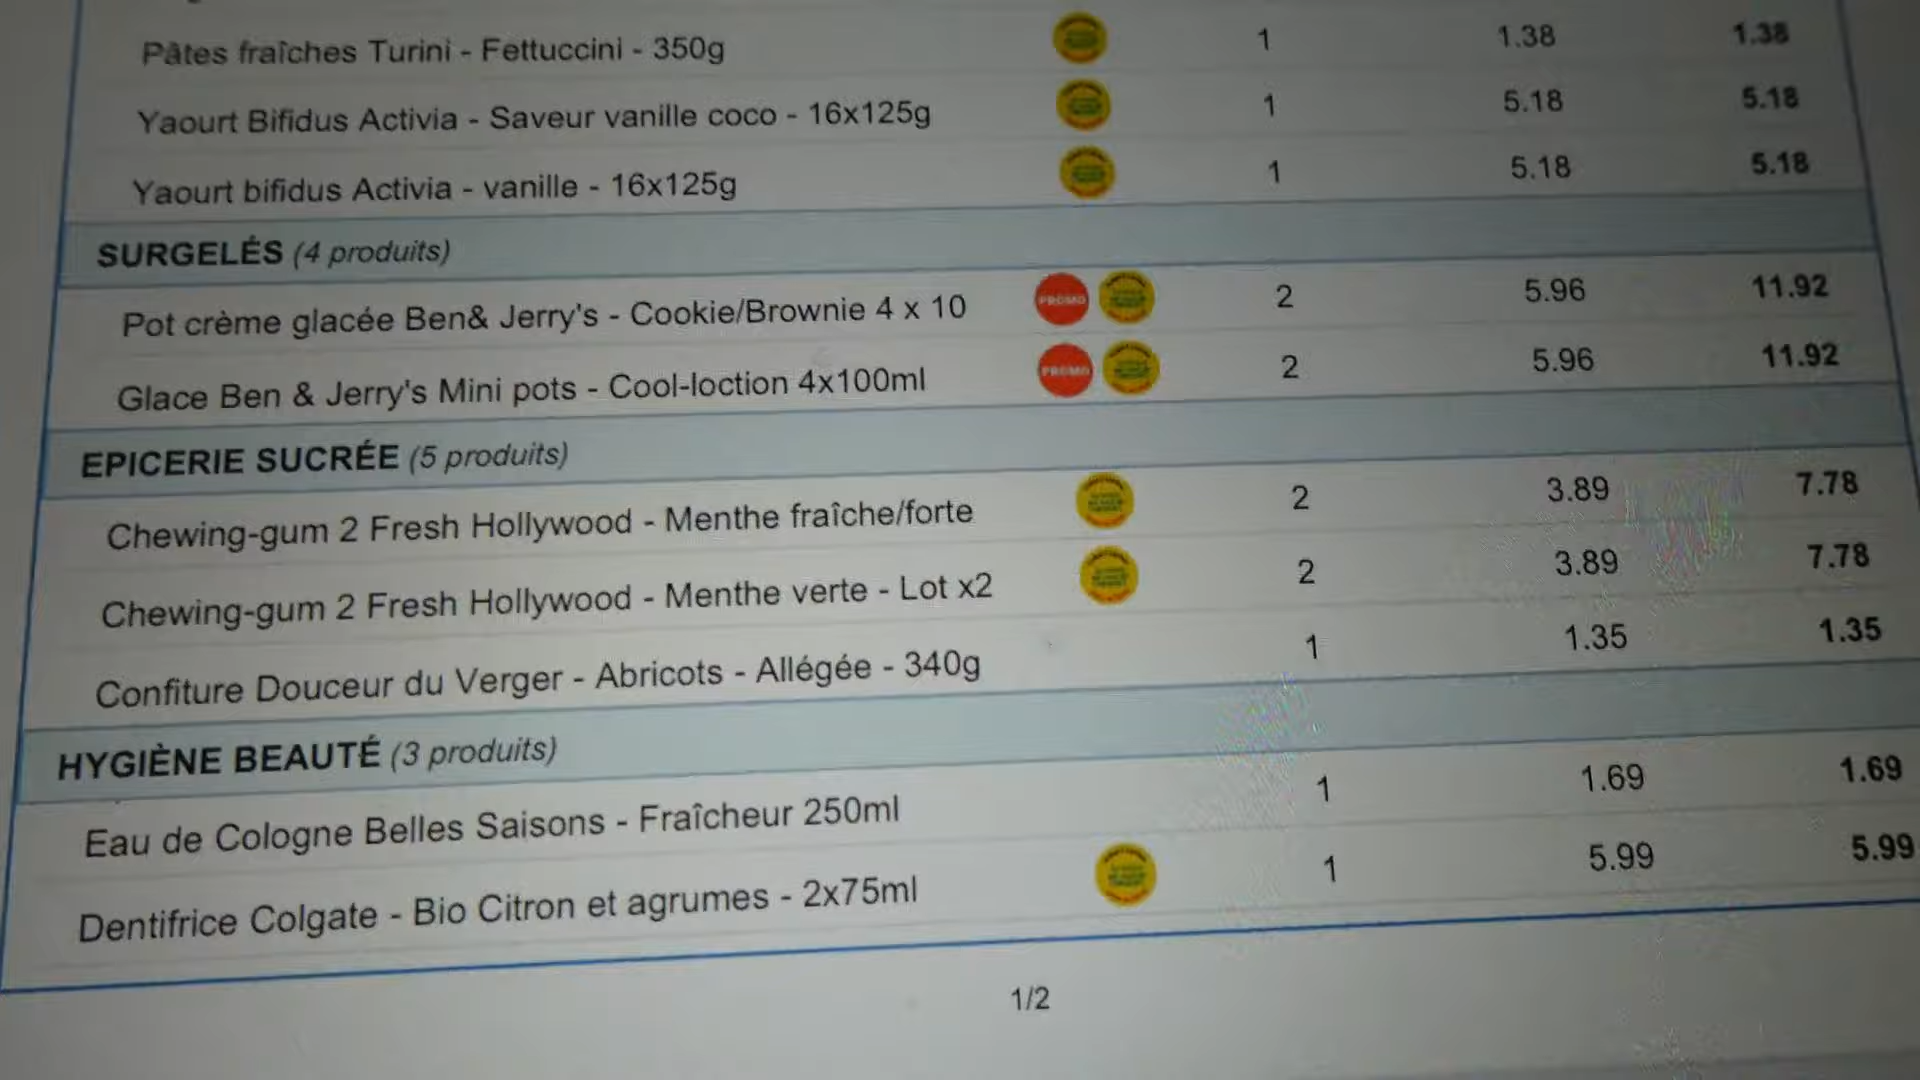 Pâtes fraîches Turini - Fettuccini - 350g 1 1.38 1.38
Yaourt Bifidus Activia - Saveur vanille coco - 16x125g 1 5.18 5.18
Yaourt bifidus Activia - vanille - 16x125g 1 5.18 5.18
SURGELÉS (4 produits)
Pot crème glacée Ben& Jerry's - Cookie/Brownie 4 x 10 PROMO 2 5.96 11.92
Glace Ben & Jerry's Mini pots - Cool-loction 4x100ml PROMO 2 5.96 11.92
EPICERIE SUCRÉE (5 produits)
Chewing-gum 2 Fresh Hollywood - Menthe fraîche/forte 2 3.89 7.78
Chewing-gum 2 Fresh Hollywood - Menthe verte - Lot x2 2 3.89 7.78
Confiture Douceur du Verger - Abricots - Allégée - 340g 1 1.35 1.35
HYGIÈNE BEAUTÉ (3 produits)
Eau de Cologne Belles Saisons - Fraîcheur 250ml 1 1.69 1.69
Dentifrice Colgate - Bio Citron et agrumes - 2x75ml 1 5.99 5.99
1/2